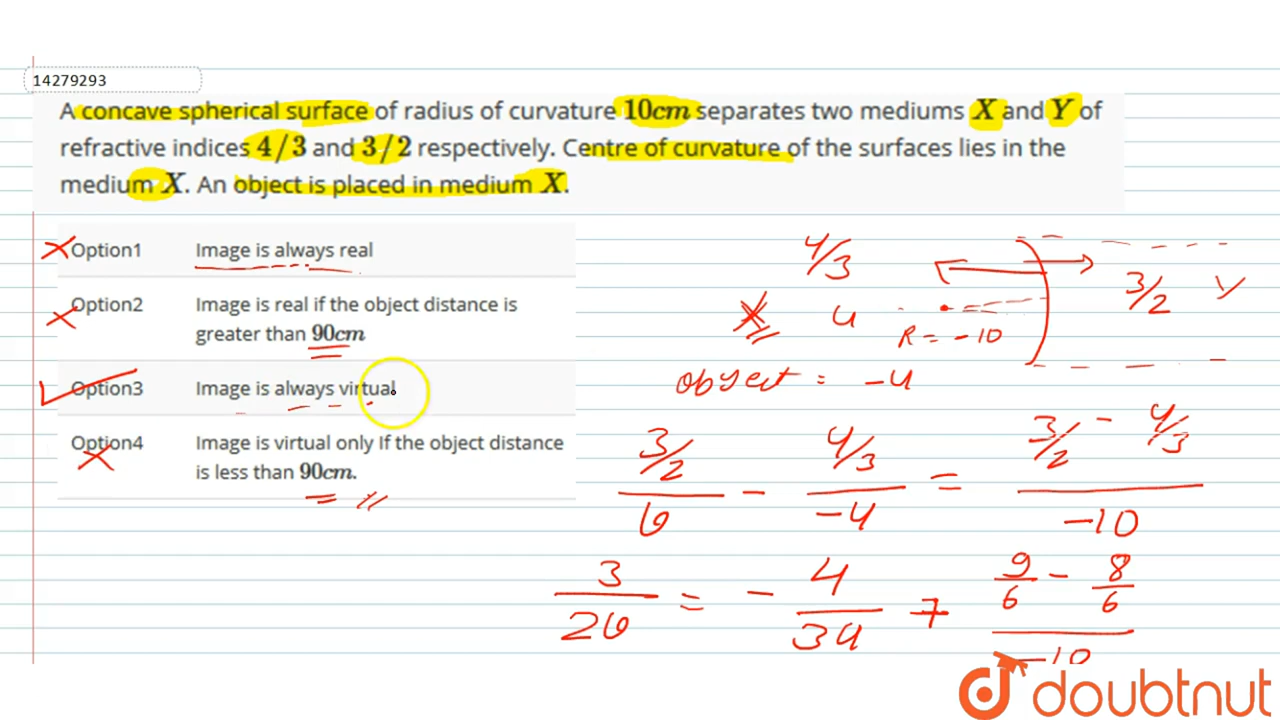 14279293
A concave spherical surface of radius of curvature 10cm separates two mediums X and Y of
refractive indices 4/3 and 3/2 respectively. Centre of curvature of the surfaces lies in the
medium X. An object is placed in medium X.
Option1 Image is always real
Option2 Image is real if the object distance is
greater than 90cm
Option3 Image is always virtual
Option4 Image is virtual only If the object distance
is less than 90cm.
4/3
3/2 Y
X u
R = -10
object = -u
3/2 / v - 4/3 / -u = 3/2 - 4/3 / -10
3 / 2v = - 4 / 3u + 9/6 - 8/6 / -10
doubtnut